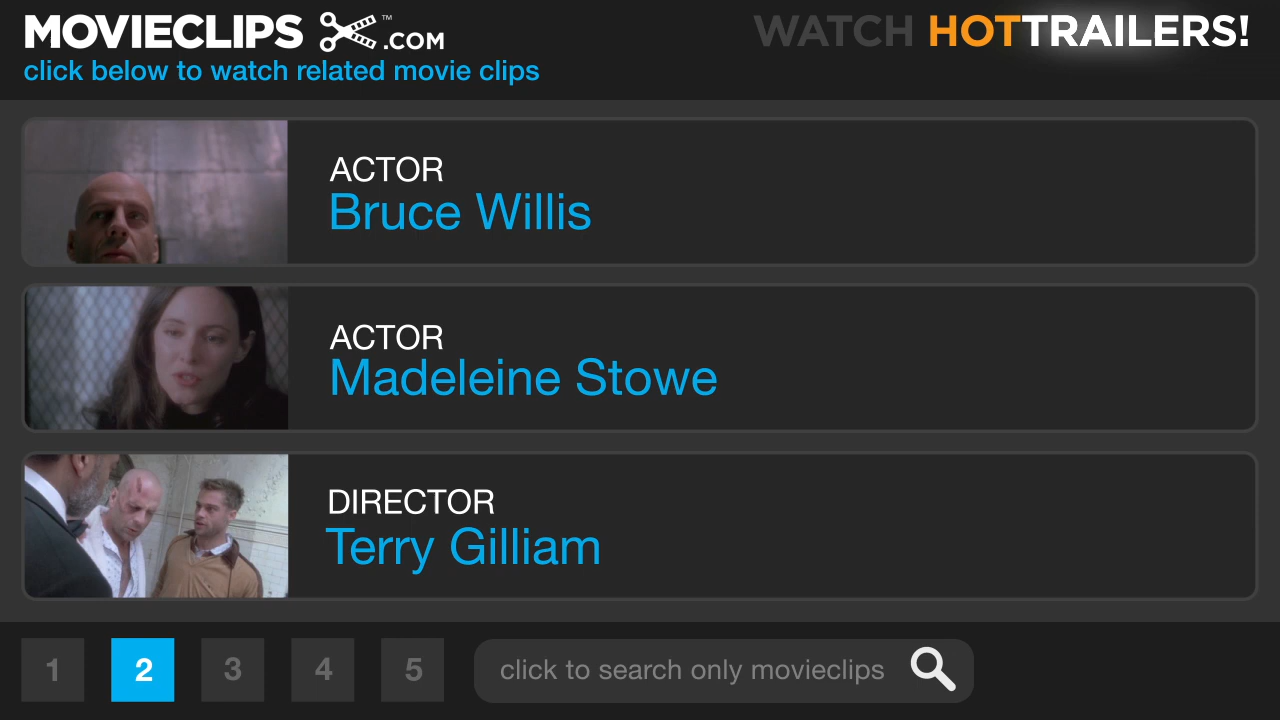 MOVIECLIPS ™ .COM
WATCH HOTTRAILERS!
click below to watch related movie clips
ACTOR
Bruce Willis
ACTOR
Madeleine Stowe
DIRECTOR
Terry Gilliam
1 2 3 4 5 click to search only movieclips